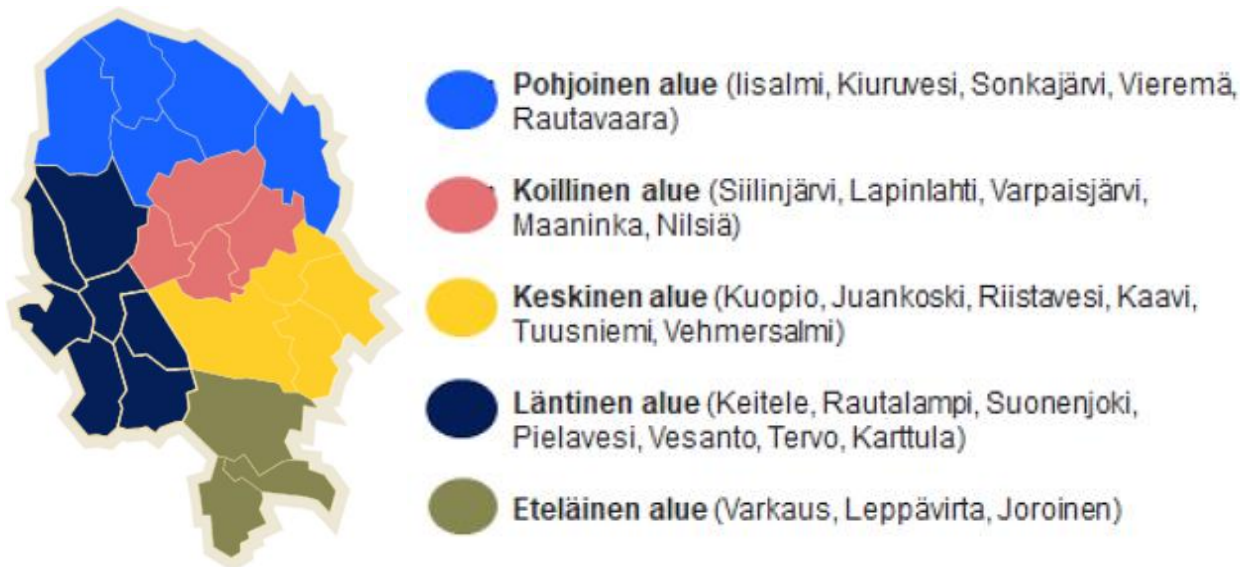 Pohjoinen alue (Iisalmi, Kiuruvesi, Sonkajärvi, Vieremä,
Rautavaara)
Koillinen alue (Siilinjärvi, Lapinlahti, Varpaisjärvi,
Maaninka, Nilsiä)
Keskinen alue (Kuopio, Juankoski, Riistavesi, Kaavi,
Tuusniemi, Vehmersalmi)
Läntinen alue (Keitele, Rautalampi, Suonenjoki,
Pielavesi, Vesanto, Tervo, Karttula)
Eteläinen alue (Varkaus, Leppävirta, Joroinen)